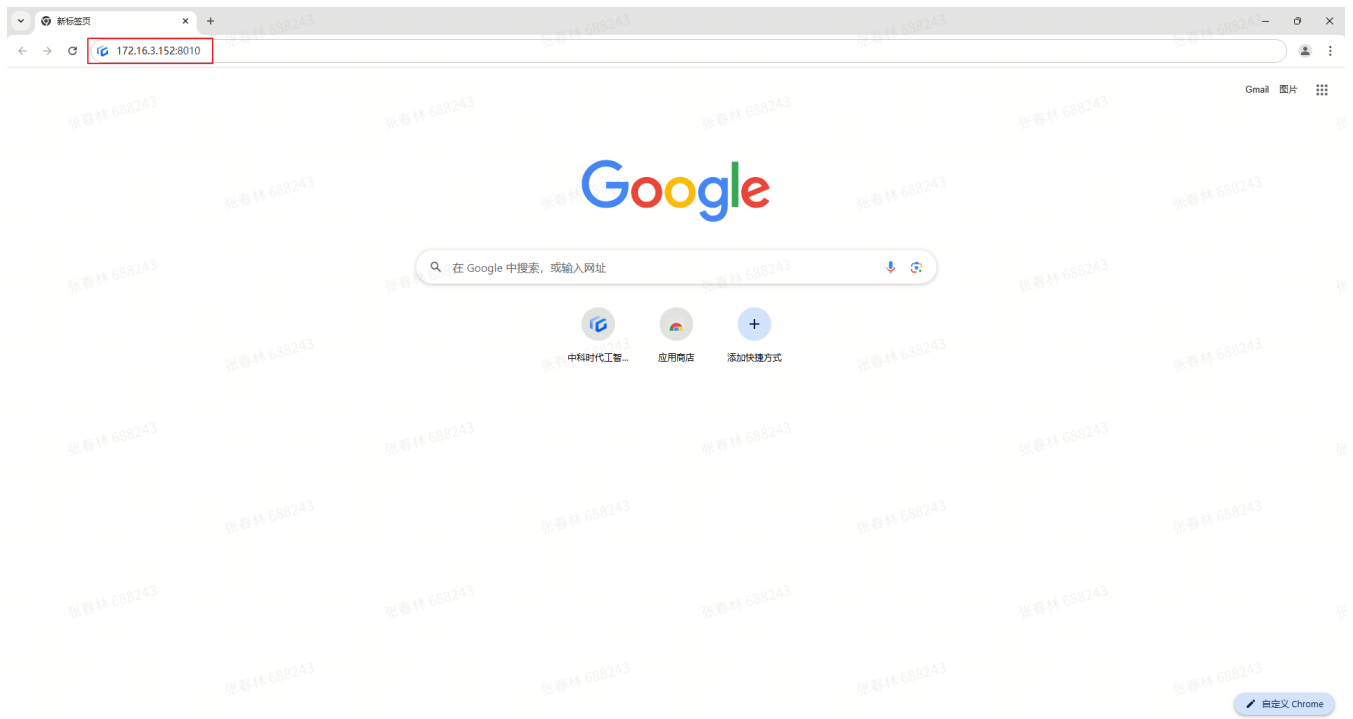 新标签页
172.16.3.152:8010
Gmail 图片
Google
在 Google 中搜索，或输入网址
中科时代工智... 应用商店 添加快捷方式
自定义 Chrome
张春林 688243